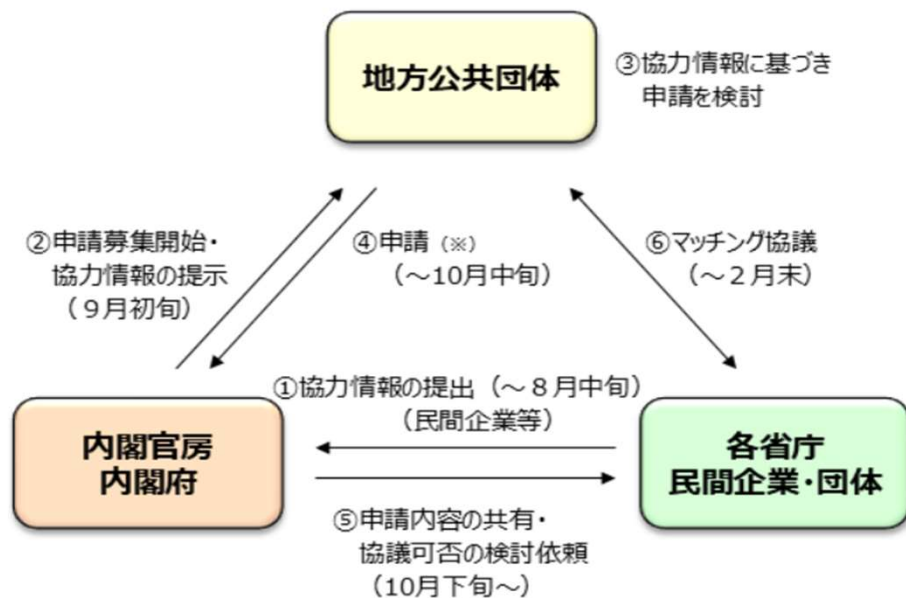 地方公共団体
③協力情報に基づき
申請を検討
②申請募集開始・
協力情報の提示
（９月初旬）
④申請（※）
（～10月中旬）
⑥マッチング協議
（～２月末）
①協力情報の提出（～８月中旬）
（民間企業等）
内閣官房
内閣府
各省庁
民間企業・団体
⑤申請内容の共有・
協議可否の検討依頼
（10月下旬～）